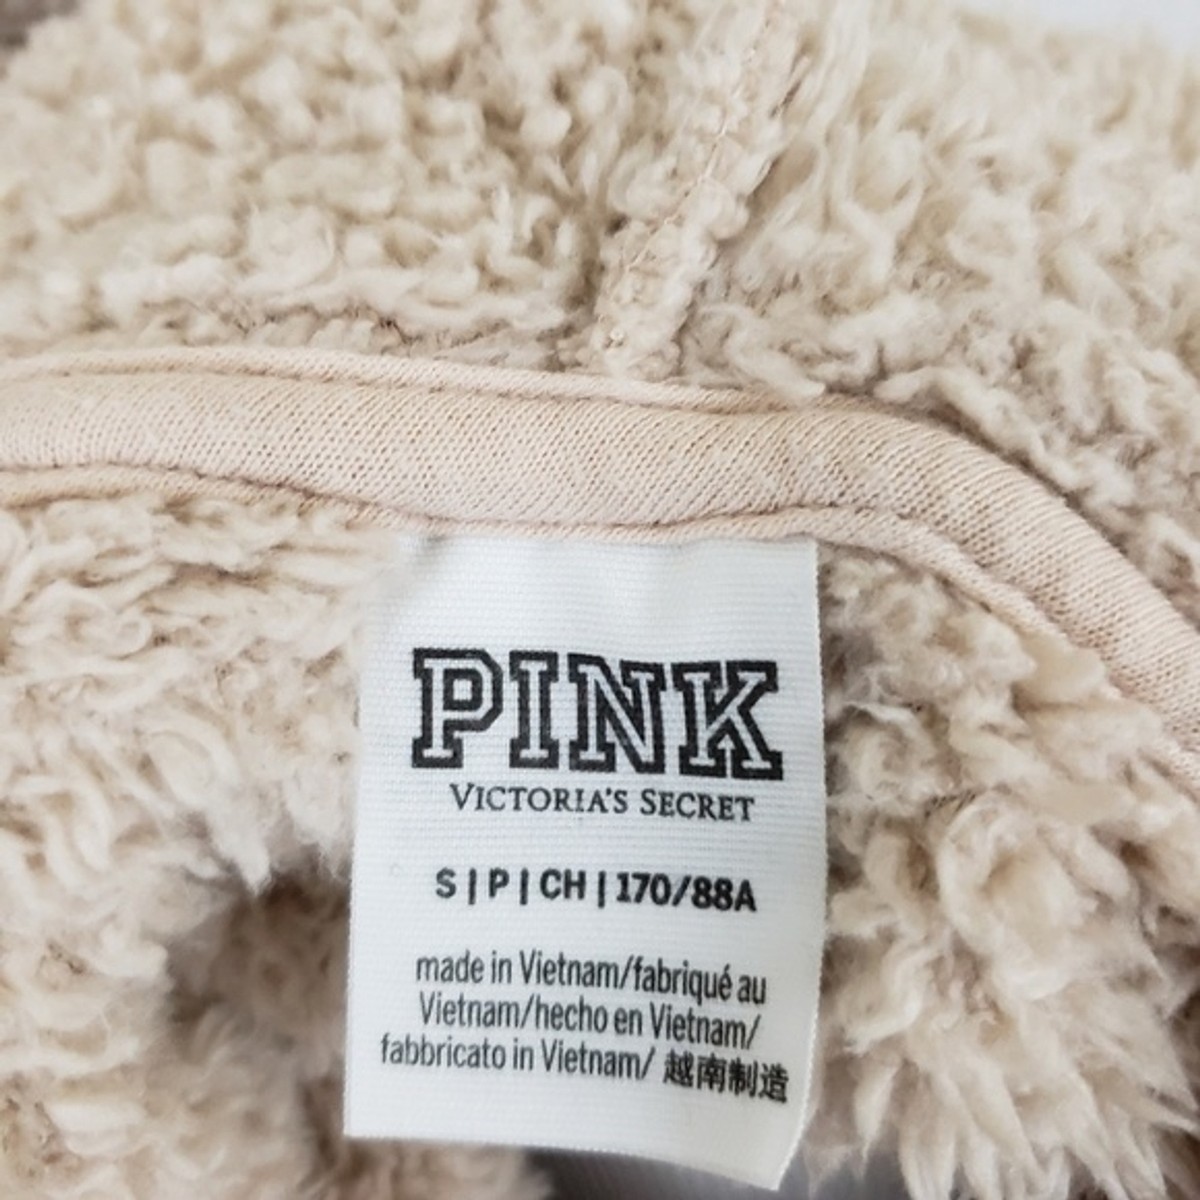 PINK
VICTORIA'S SECRET
S | P | CH | 170/88A
made in Vietnam/fabriqué au
Vietnam/hecho en Vietnam/
fabbricato in Vietnam/ 越南制造